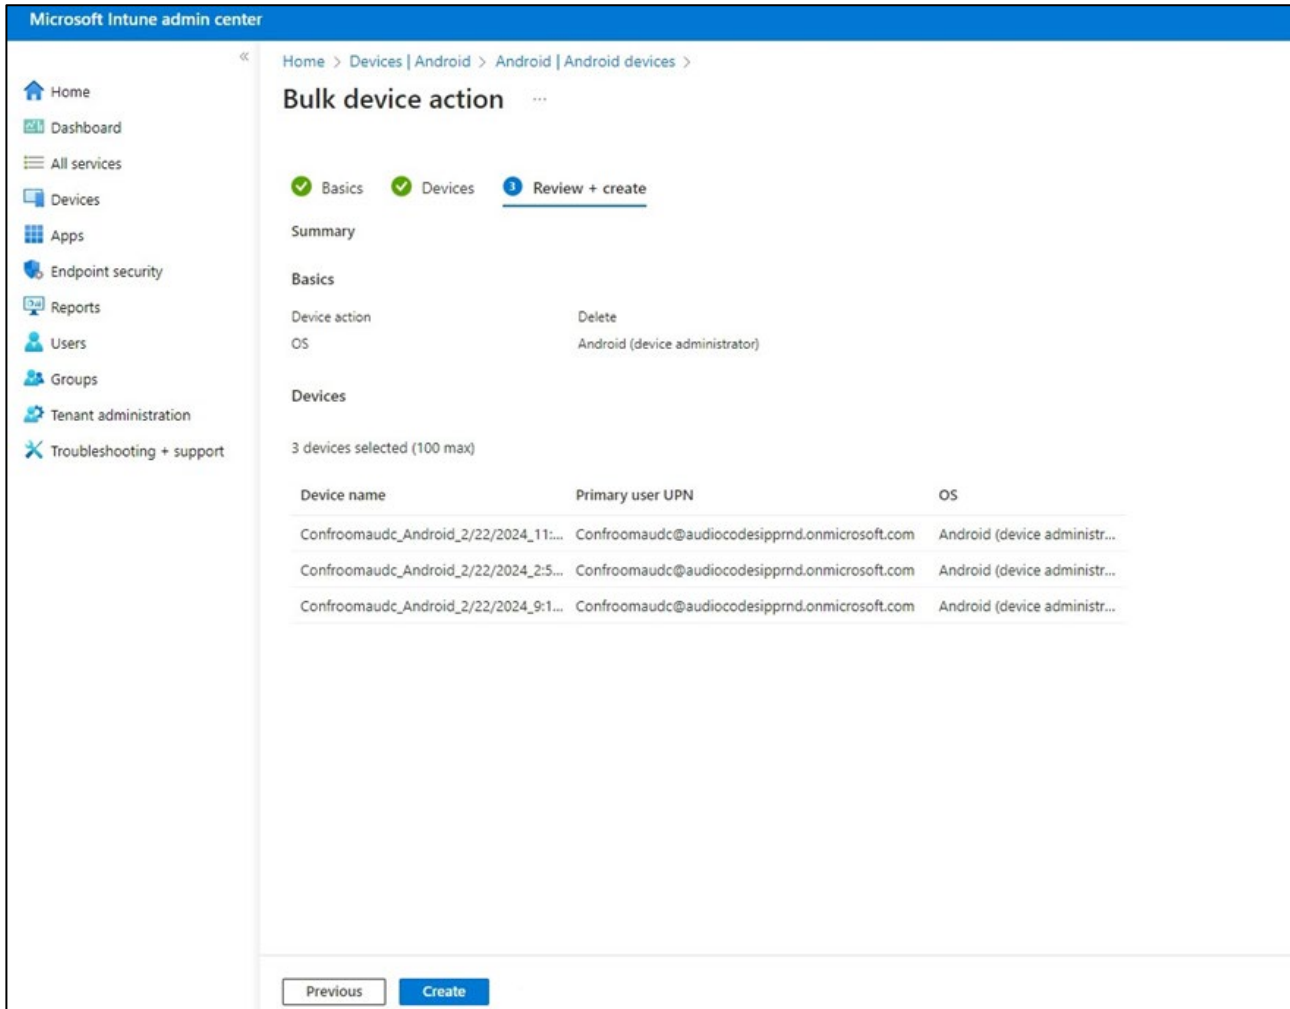 Microsoft Intune admin center
«
Home
Dashboard
All services
Devices
Apps
Endpoint security
Reports
Users
Groups
Tenant administration
Troubleshooting + support
Home > Devices | Android > Android | Android devices >
Bulk device action ...
Basics Devices 3 Review + create
Summary
Basics
Device action Delete
OS Android (device administrator)
Devices
3 devices selected (100 max)
Device name Primary user UPN OS
Confroomaudc_Android_2/22/2024_11:... Confroomaudc@audiocodesipprnd.onmicrosoft.com Android (device administr...
Confroomaudc_Android_2/22/2024_2:5... Confroomaudc@audiocodesipprnd.onmicrosoft.com Android (device administr...
Confroomaudc_Android_2/22/2024_9:1... Confroomaudc@audiocodesipprnd.onmicrosoft.com Android (device administr...
Previous Create